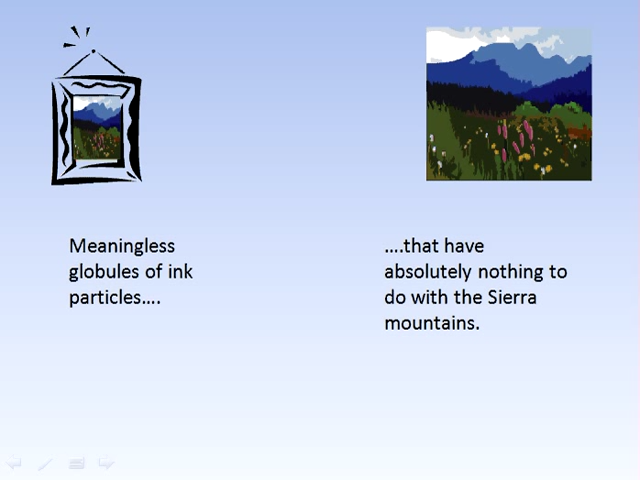 Meaningless
globules of ink
particles….
….that have
absolutely nothing to
do with the Sierra
mountains.